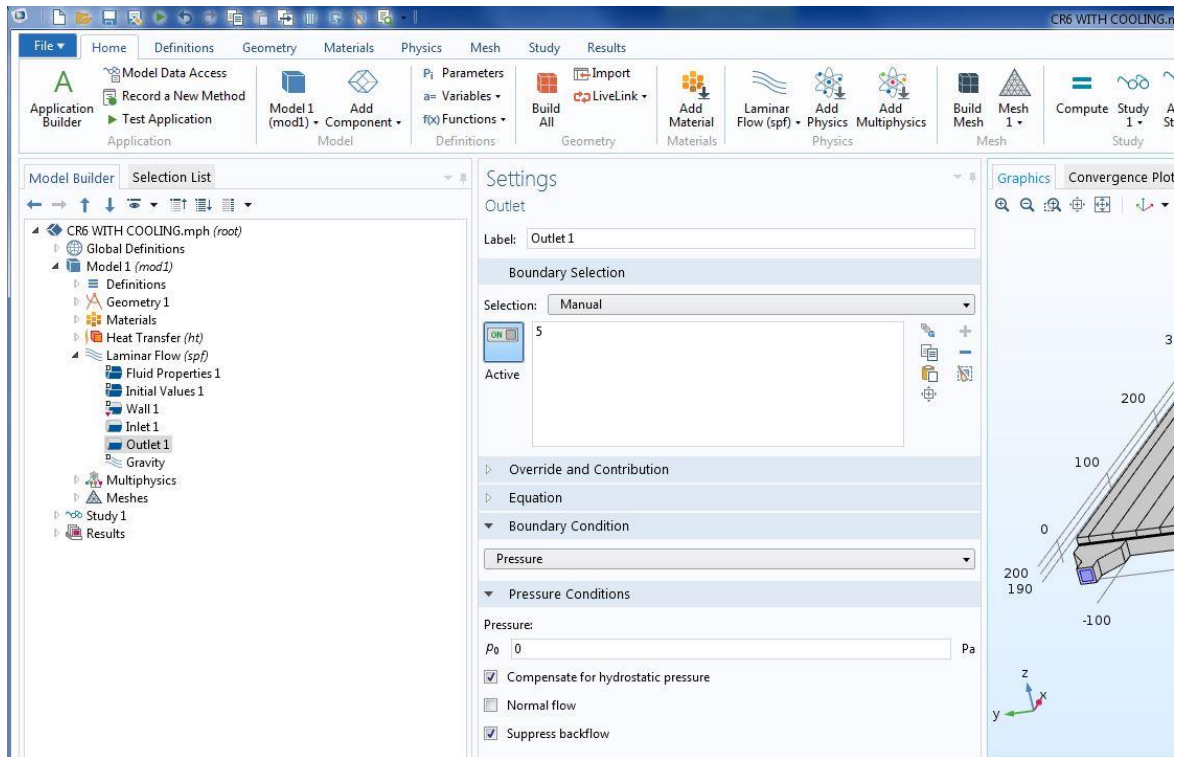 CR6 WITH COOLING.
File Home Definitions Geometry Materials Physics Mesh Study Results
Application Builder
Model Data Access
Record a New Method
Test Application
Application
Model 1 (mod1)
Add Component
Model
Pi Parameters
a= Variables
f(x) Functions
Definitions
Build All
Import
LiveLink
Geometry
Add Material
Materials
Laminar Flow (spf)
Add Physics
Add Multiphysics
Physics
Build Mesh
Mesh 1
Mesh
Compute
Study 1
Study
Model Builder Selection List
CR6 WITH COOLING.mph (root)
Global Definitions
Model 1 (mod1)
Definitions
Geometry 1
Materials
Heat Transfer (ht)
Laminar Flow (spf)
Fluid Properties 1
Initial Values 1
Wall 1
Inlet 1
Outlet 1
Gravity
Multiphysics
Meshes
Study 1
Results
Settings
Outlet
Label: Outlet 1
Boundary Selection
Selection: Manual
ON
5
Active
Override and Contribution
Equation
Boundary Condition
Pressure
Pressure Conditions
Pressure:
p0 0 Pa
Compensate for hydrostatic pressure
Normal flow
Suppress backflow
Graphics Convergence Plot
3
200
100
0
200
190
-100
z
x
y